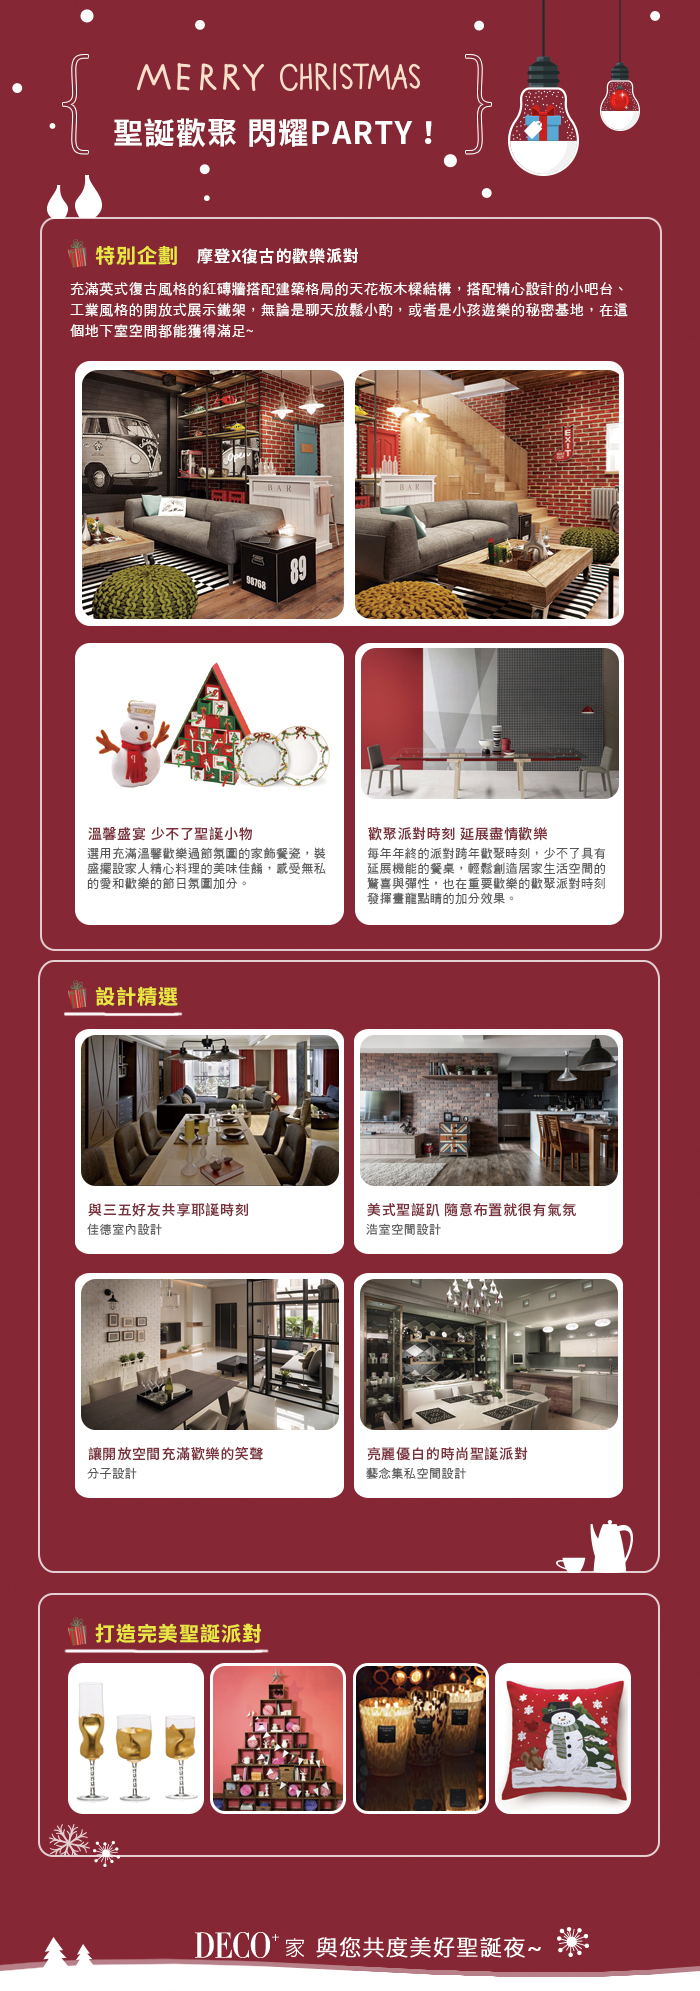 MERRY CHRISTMAS
聖誕歡聚 閃耀PARTY！
特別企劃 摩登X復古的歡樂派對
充滿英式復古風格的紅磚牆搭配建築格局的天花板木樑結構，搭配精心設計的小吧台、
工業風格的開放式展示鐵架，無論是聊天放鬆小酌，或者是小孩遊樂的秘密基地，在這
個地下室空間都能獲得滿足~
Open
BAR
98768
89
BAR
EXIT
溫馨盛宴 少不了聖誕小物
選用充滿溫馨歡樂過節氛圍的家飾餐瓷，裝
盛擺設家人精心料理的美味佳餚，感受無私
的愛和歡樂的節日氛圍加分。
歡聚派對時刻 延展盡情歡樂
每年年終的派對跨年歡聚時刻，少不了具有
延展機能的餐桌，輕鬆創造居家生活空間的
驚喜與彈性，也在重要歡樂的歡聚派對時刻
發揮畫龍點睛的加分效果。
設計精選
與三五好友共享耶誕時刻
佳德室內設計
美式聖誕趴 隨意布置就很有氣氛
浩室空間設計
讓開放空間充滿歡樂的笑聲
分子設計
亮麗優白的時尚聖誕派對
藝念集私空間設計
打造完美聖誕派對
DECO+家 與您共度美好聖誕夜~